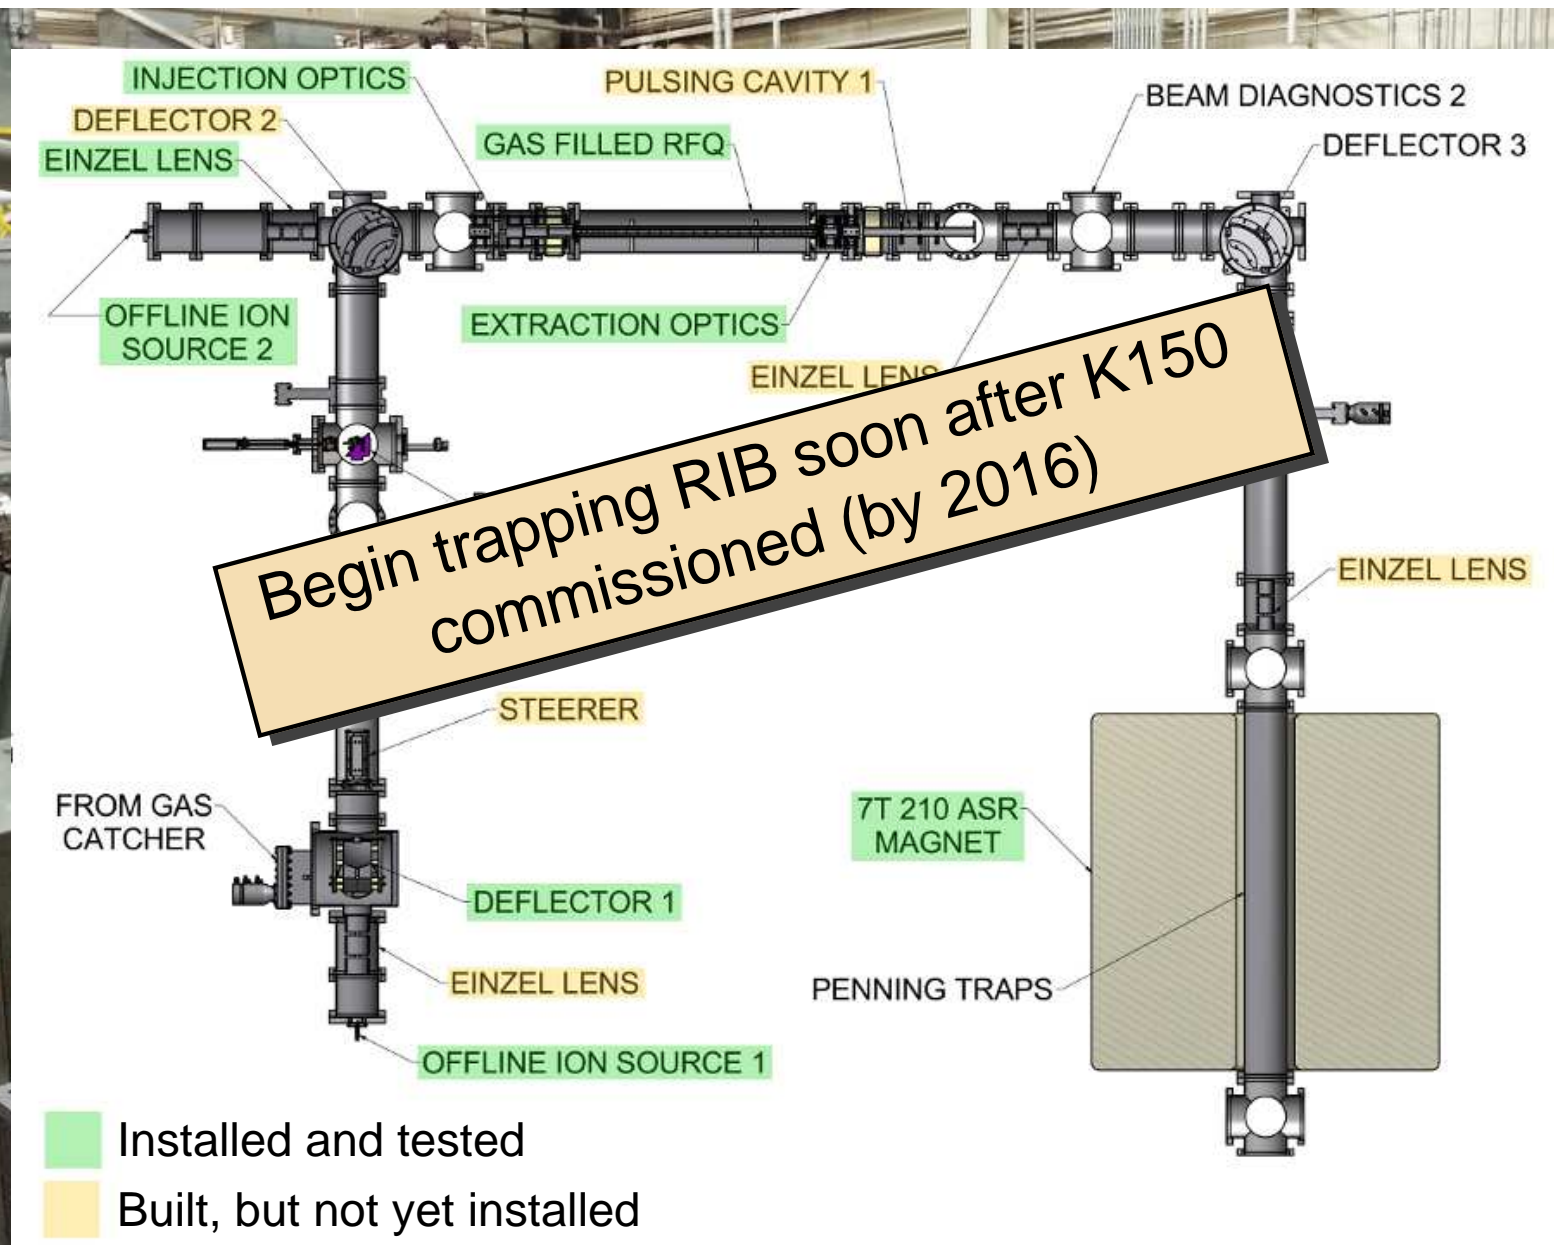 INJECTION OPTICS
PULSING CAVITY 1
BEAM DIAGNOSTICS 2
DEFLECTOR 2
GAS FILLED RFQ
DEFLECTOR 3
EINZEL LENS
OFFLINE ION
SOURCE 2
EXTRACTION OPTICS
EINZEL LENS
Begin trapping RIB soon after K150
commissioned (by 2016)
EINZEL LENS
STEERER
FROM GAS
CATCHER
7T 210 ASR
MAGNET
DEFLECTOR 1
EINZEL LENS
PENNING TRAPS
OFFLINE ION SOURCE 1
Installed and tested
Built, but not yet installed